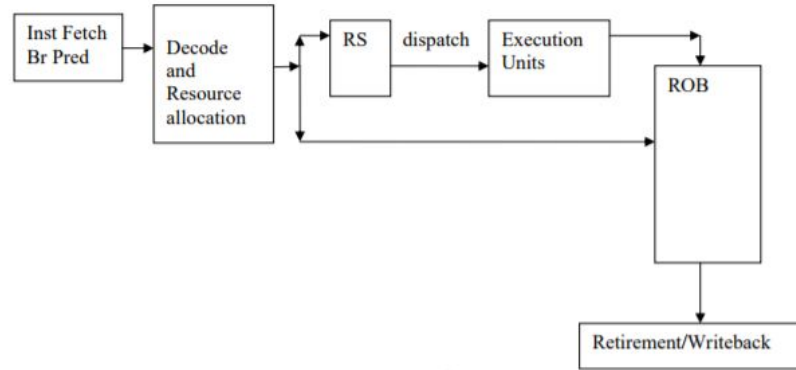 Inst Fetch
Br Pred
Decode
and
Resource
allocation
RS
dispatch
Execution
Units
ROB
Retirement/Writeback